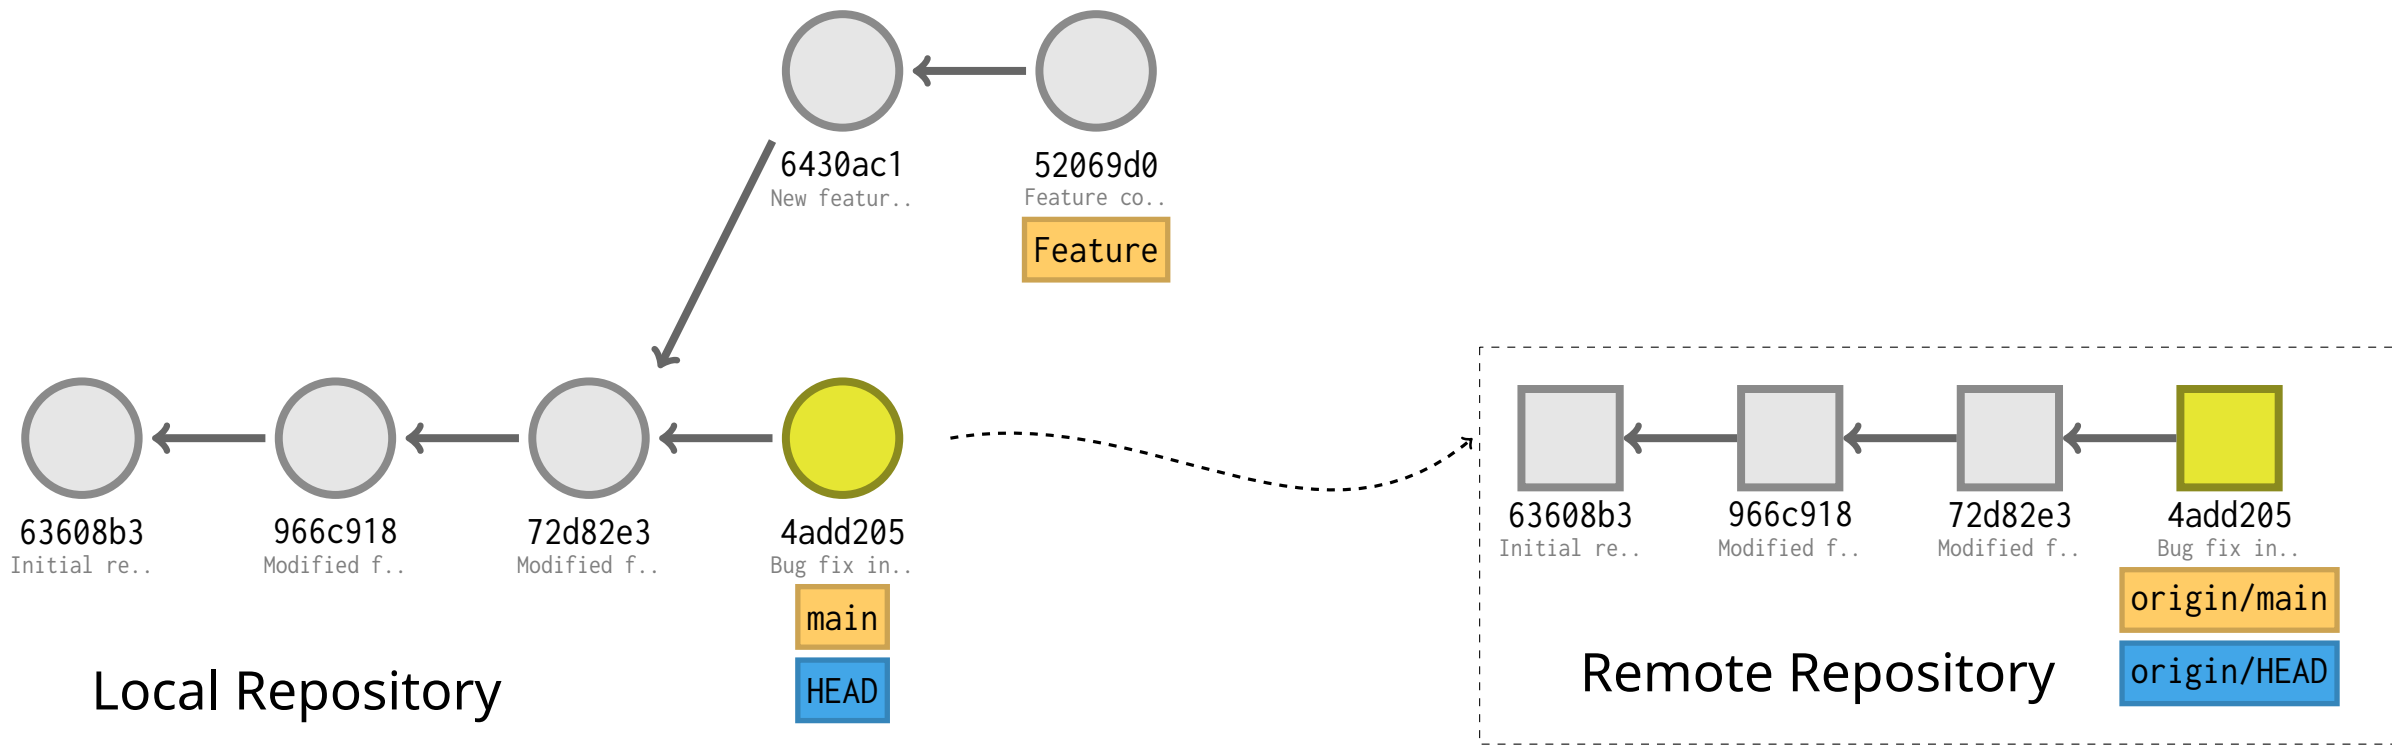 6430ac1
New featur..
52069d0
Feature co..
Feature
63608b3
Initial re..
966c918
Modified f..
72d82e3
Modified f..
4add205
Bug fix in..
main
HEAD
Local Repository
63608b3
Initial re..
966c918
Modified f..
72d82e3
Modified f..
4add205
Bug fix in..
origin/main
origin/HEAD
Remote Repository